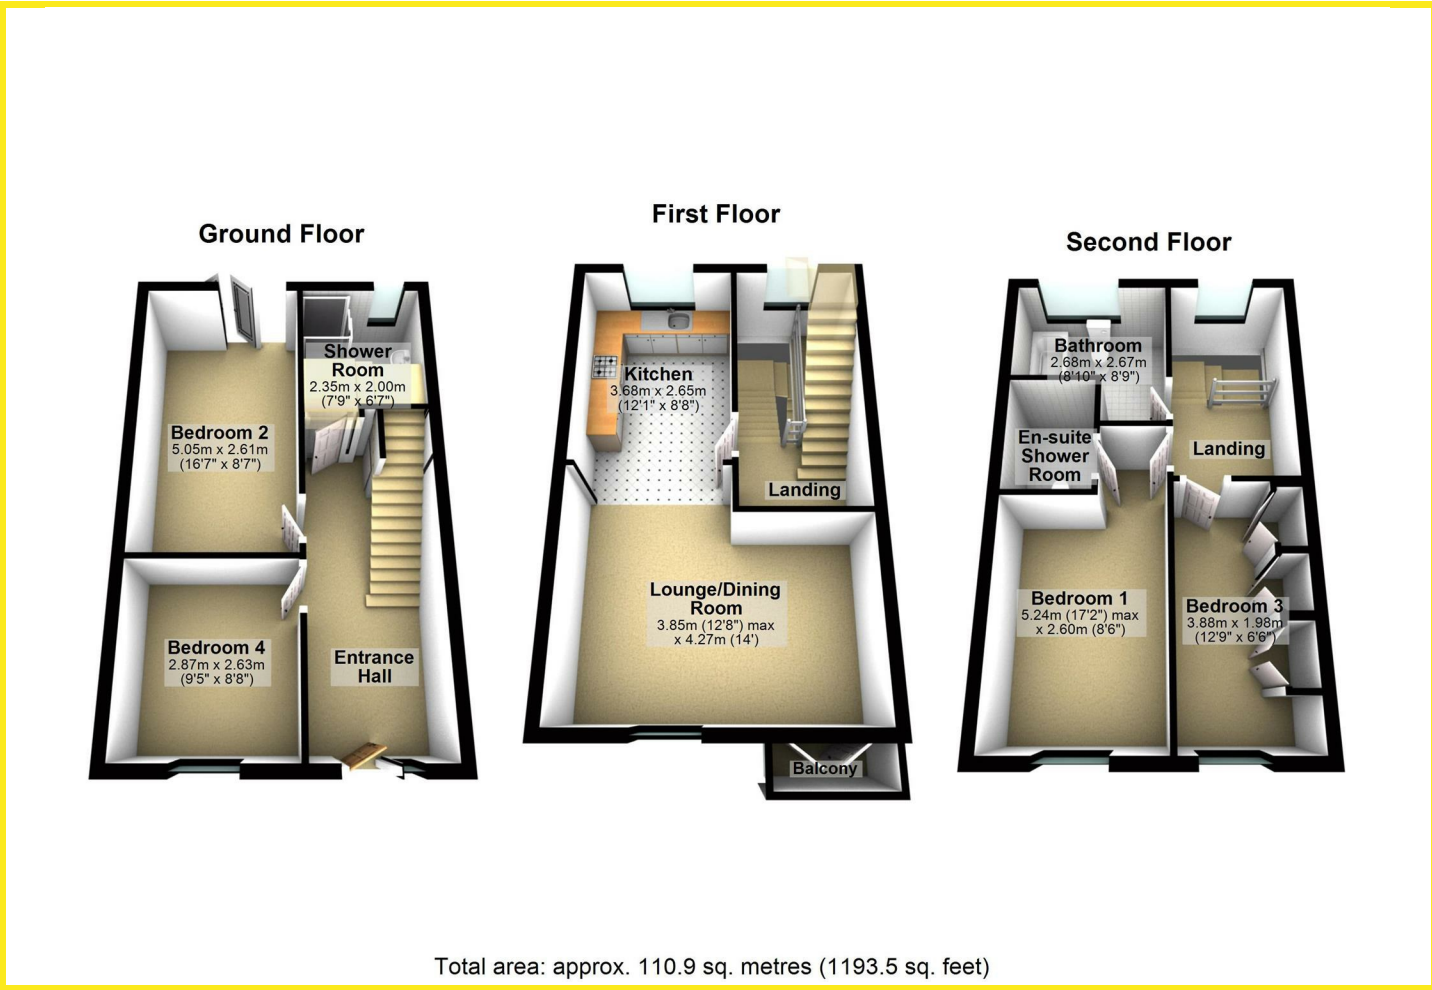 Ground Floor
Shower
Room
2.35m x 2.00m
(7'9" x 6'7")
Bedroom 2
5.05m x 2.61m
(16'7" x 8'7")
Bedroom 4
2.87m x 2.63m
(9'5" x 8'8")
Entrance
Hall
First Floor
Kitchen
3.68m x 2.65m
(12'1" x 8'8")
Landing
Lounge/Dining
Room
3.85m (12'8") max
x 4.27m (14')
Balcony
Second Floor
Bathroom
2.68m x 2.67m
(8'10" x 8'9")
En-suite
Shower
Room
Landing
Bedroom 1
5.24m (17'2") max
x 2.60m (8'6")
Bedroom 3
3.88m x 1.98m
(12'9" x 6'6")
Total area: approx. 110.9 sq. metres (1193.5 sq. feet)